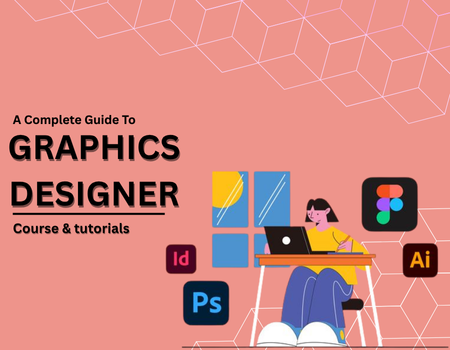 A Complete Guide To
GRAPHICS
DESIGNER
Course & tutorials
Id
Ps
Ai